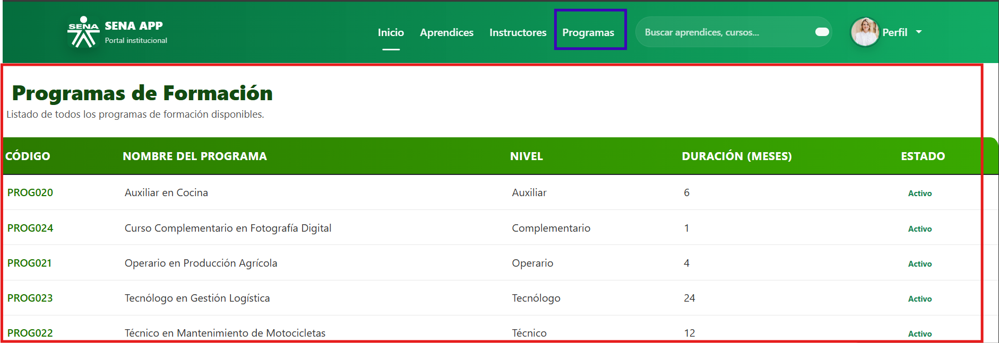 SENA
SENA APP
Portal institucional
Inicio Aprendices Instructores Programas Buscar aprendices, cursos... Perfil
Programas de Formación
Listado de todos los programas de formación disponibles.
CÓDIGO NOMBRE DEL PROGRAMA NIVEL DURACIÓN (MESES) ESTADO
PROG020 Auxiliar en Cocina Auxiliar 6 Activo
PROG024 Curso Complementario en Fotografía Digital Complementario 1 Activo
PROG021 Operario en Producción Agrícola Operario 4 Activo
PROG023 Tecnólogo en Gestión Logística Tecnólogo 24 Activo
PROG022 Técnico en Mantenimiento de Motocicletas Técnico 12 Activo